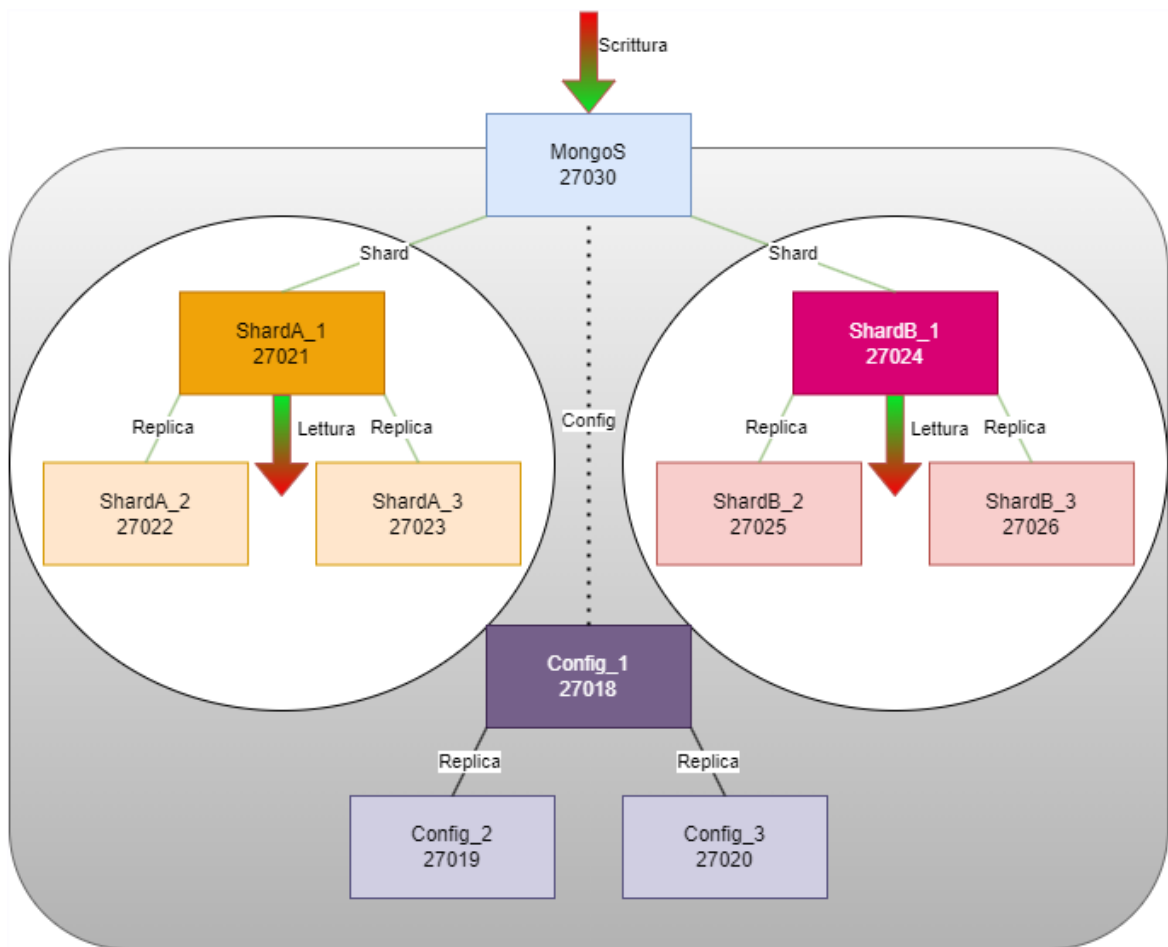 Scrittura
MongoS
27030
Shard
Shard
ShardA_1
27021
ShardB_1
27024
Replica
Lettura
Replica
Config
Replica
Lettura
Replica
ShardA_2
27022
ShardA_3
27023
ShardB_2
27025
ShardB_3
27026
Config_1
27018
Replica
Replica
Config_2
27019
Config_3
27020